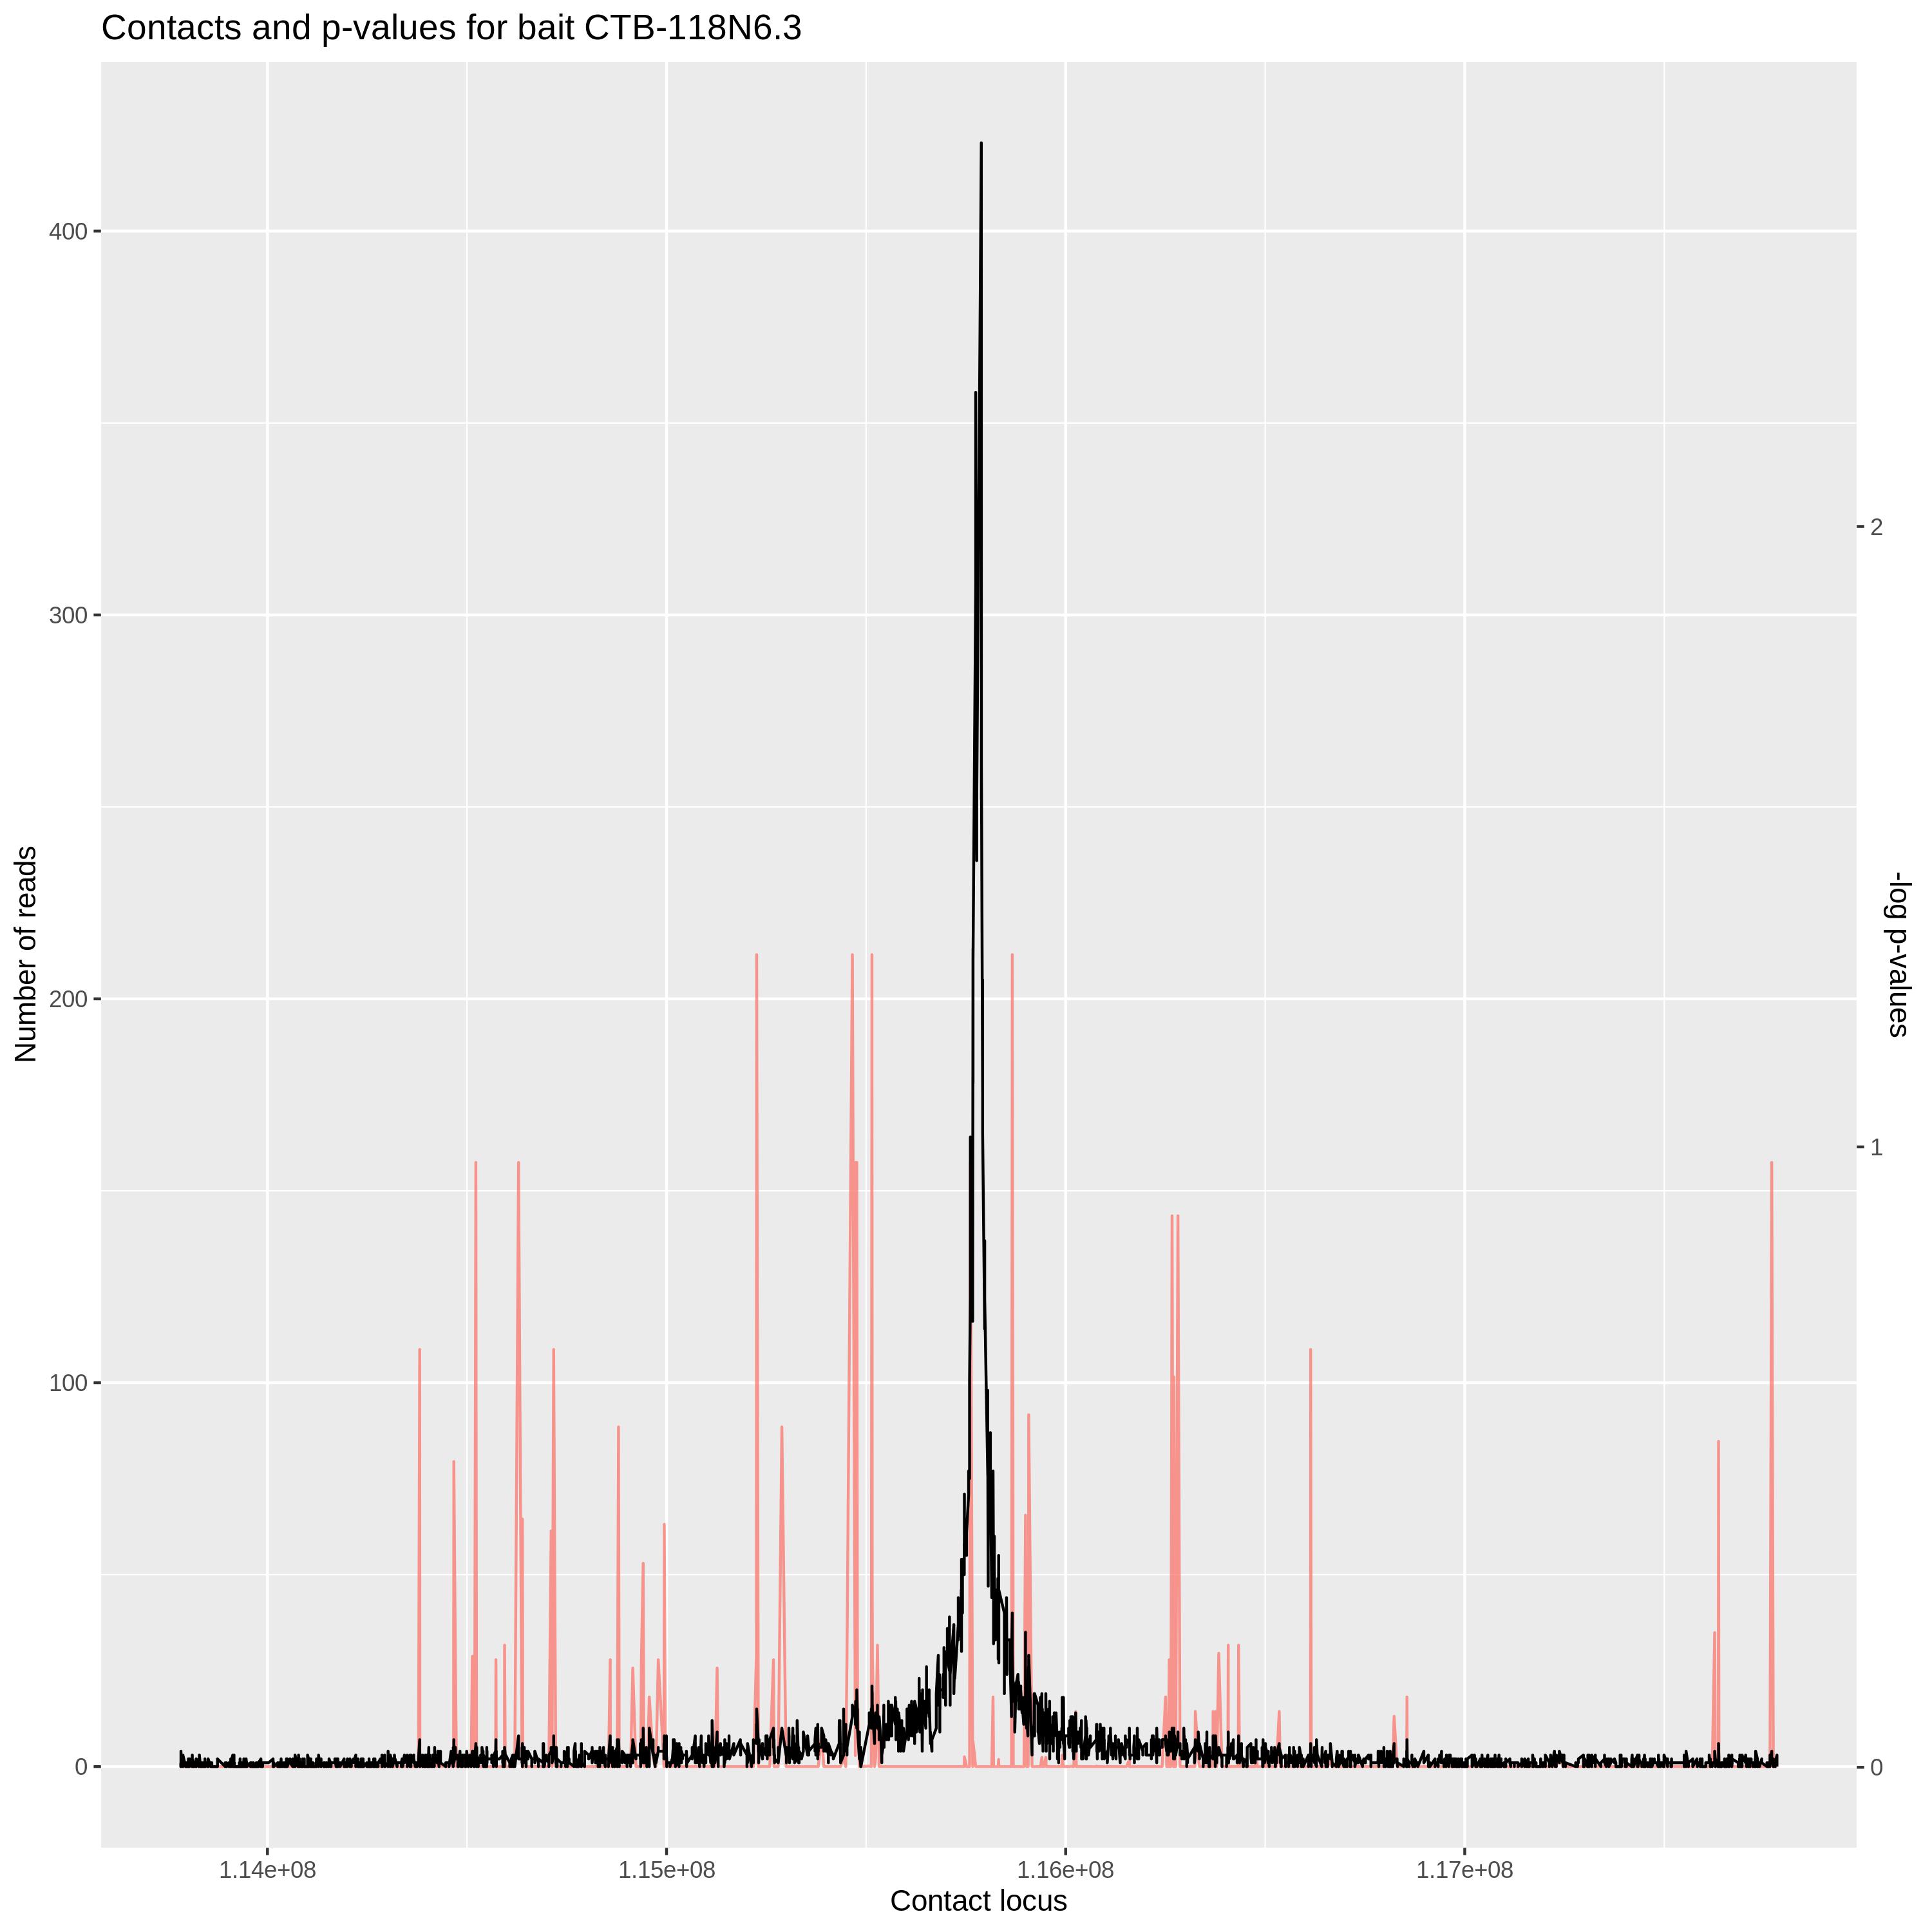 Contacts and p-values for bait CTB-118N6.3
400
300
200
100
0
Number of reads
2
1
0
-log p-values
1.14e+08
1.15e+08
1.16e+08
1.17e+08
Contact locus